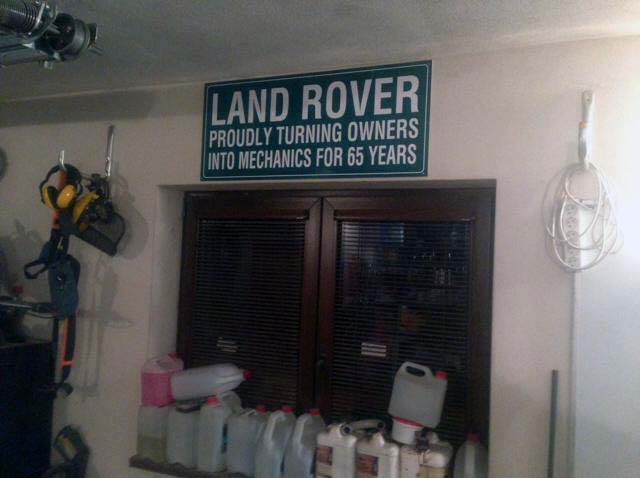 LAND ROVER
PROUDLY TURNING OWNERS
INTO MECHANICS FOR 65 YEARS